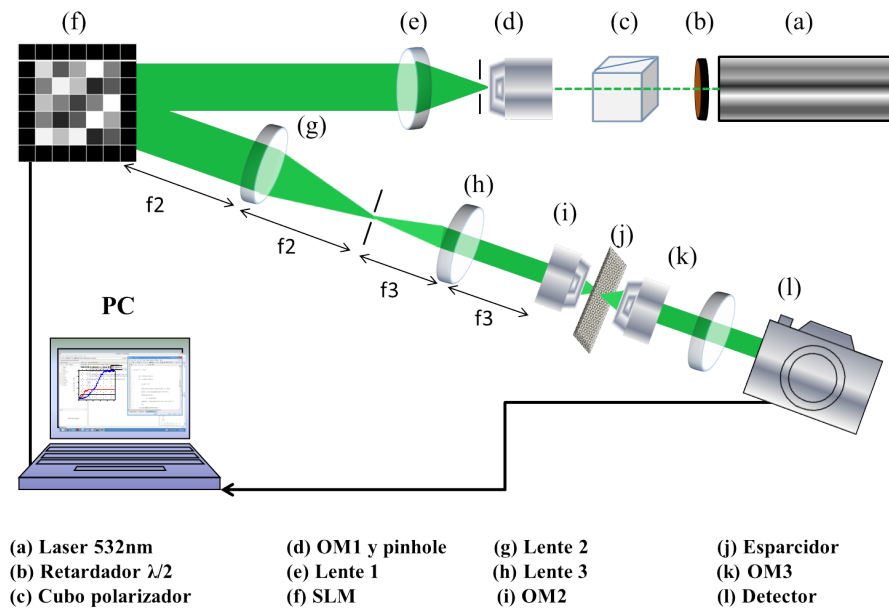 (f) (e) (d) (c) (b) (a)
(g)
(h)
(i)
(j)
(k)
(l)
f2
f2
f3
f3
PC
(a) Laser 532nm
(b) Retardador λ/2
(c) Cubo polarizador
(d) OM1 y pinhole
(e) Lente 1
(f) SLM
(g) Lente 2
(h) Lente 3
(i) OM2
(j) Esparcidor
(k) OM3
(l) Detector